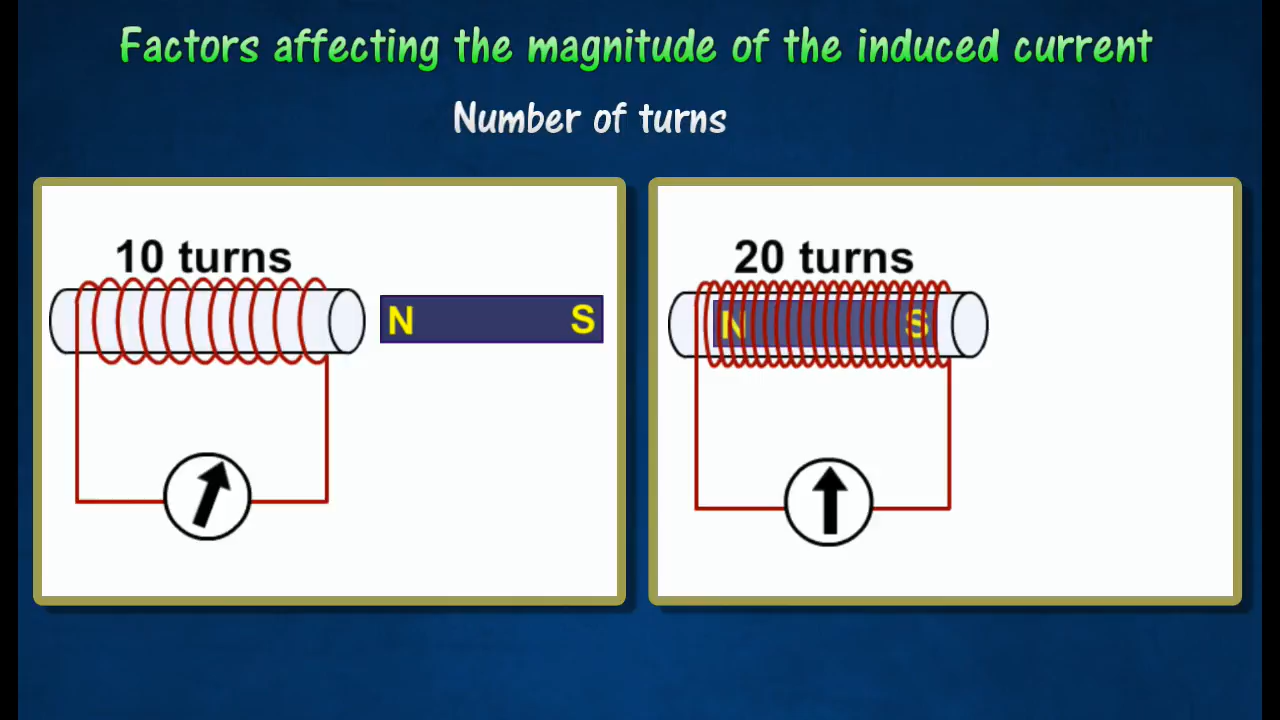 Factors affecting the magnitude of the induced current
Number of turns
10 turns
N S
20 turns
N S